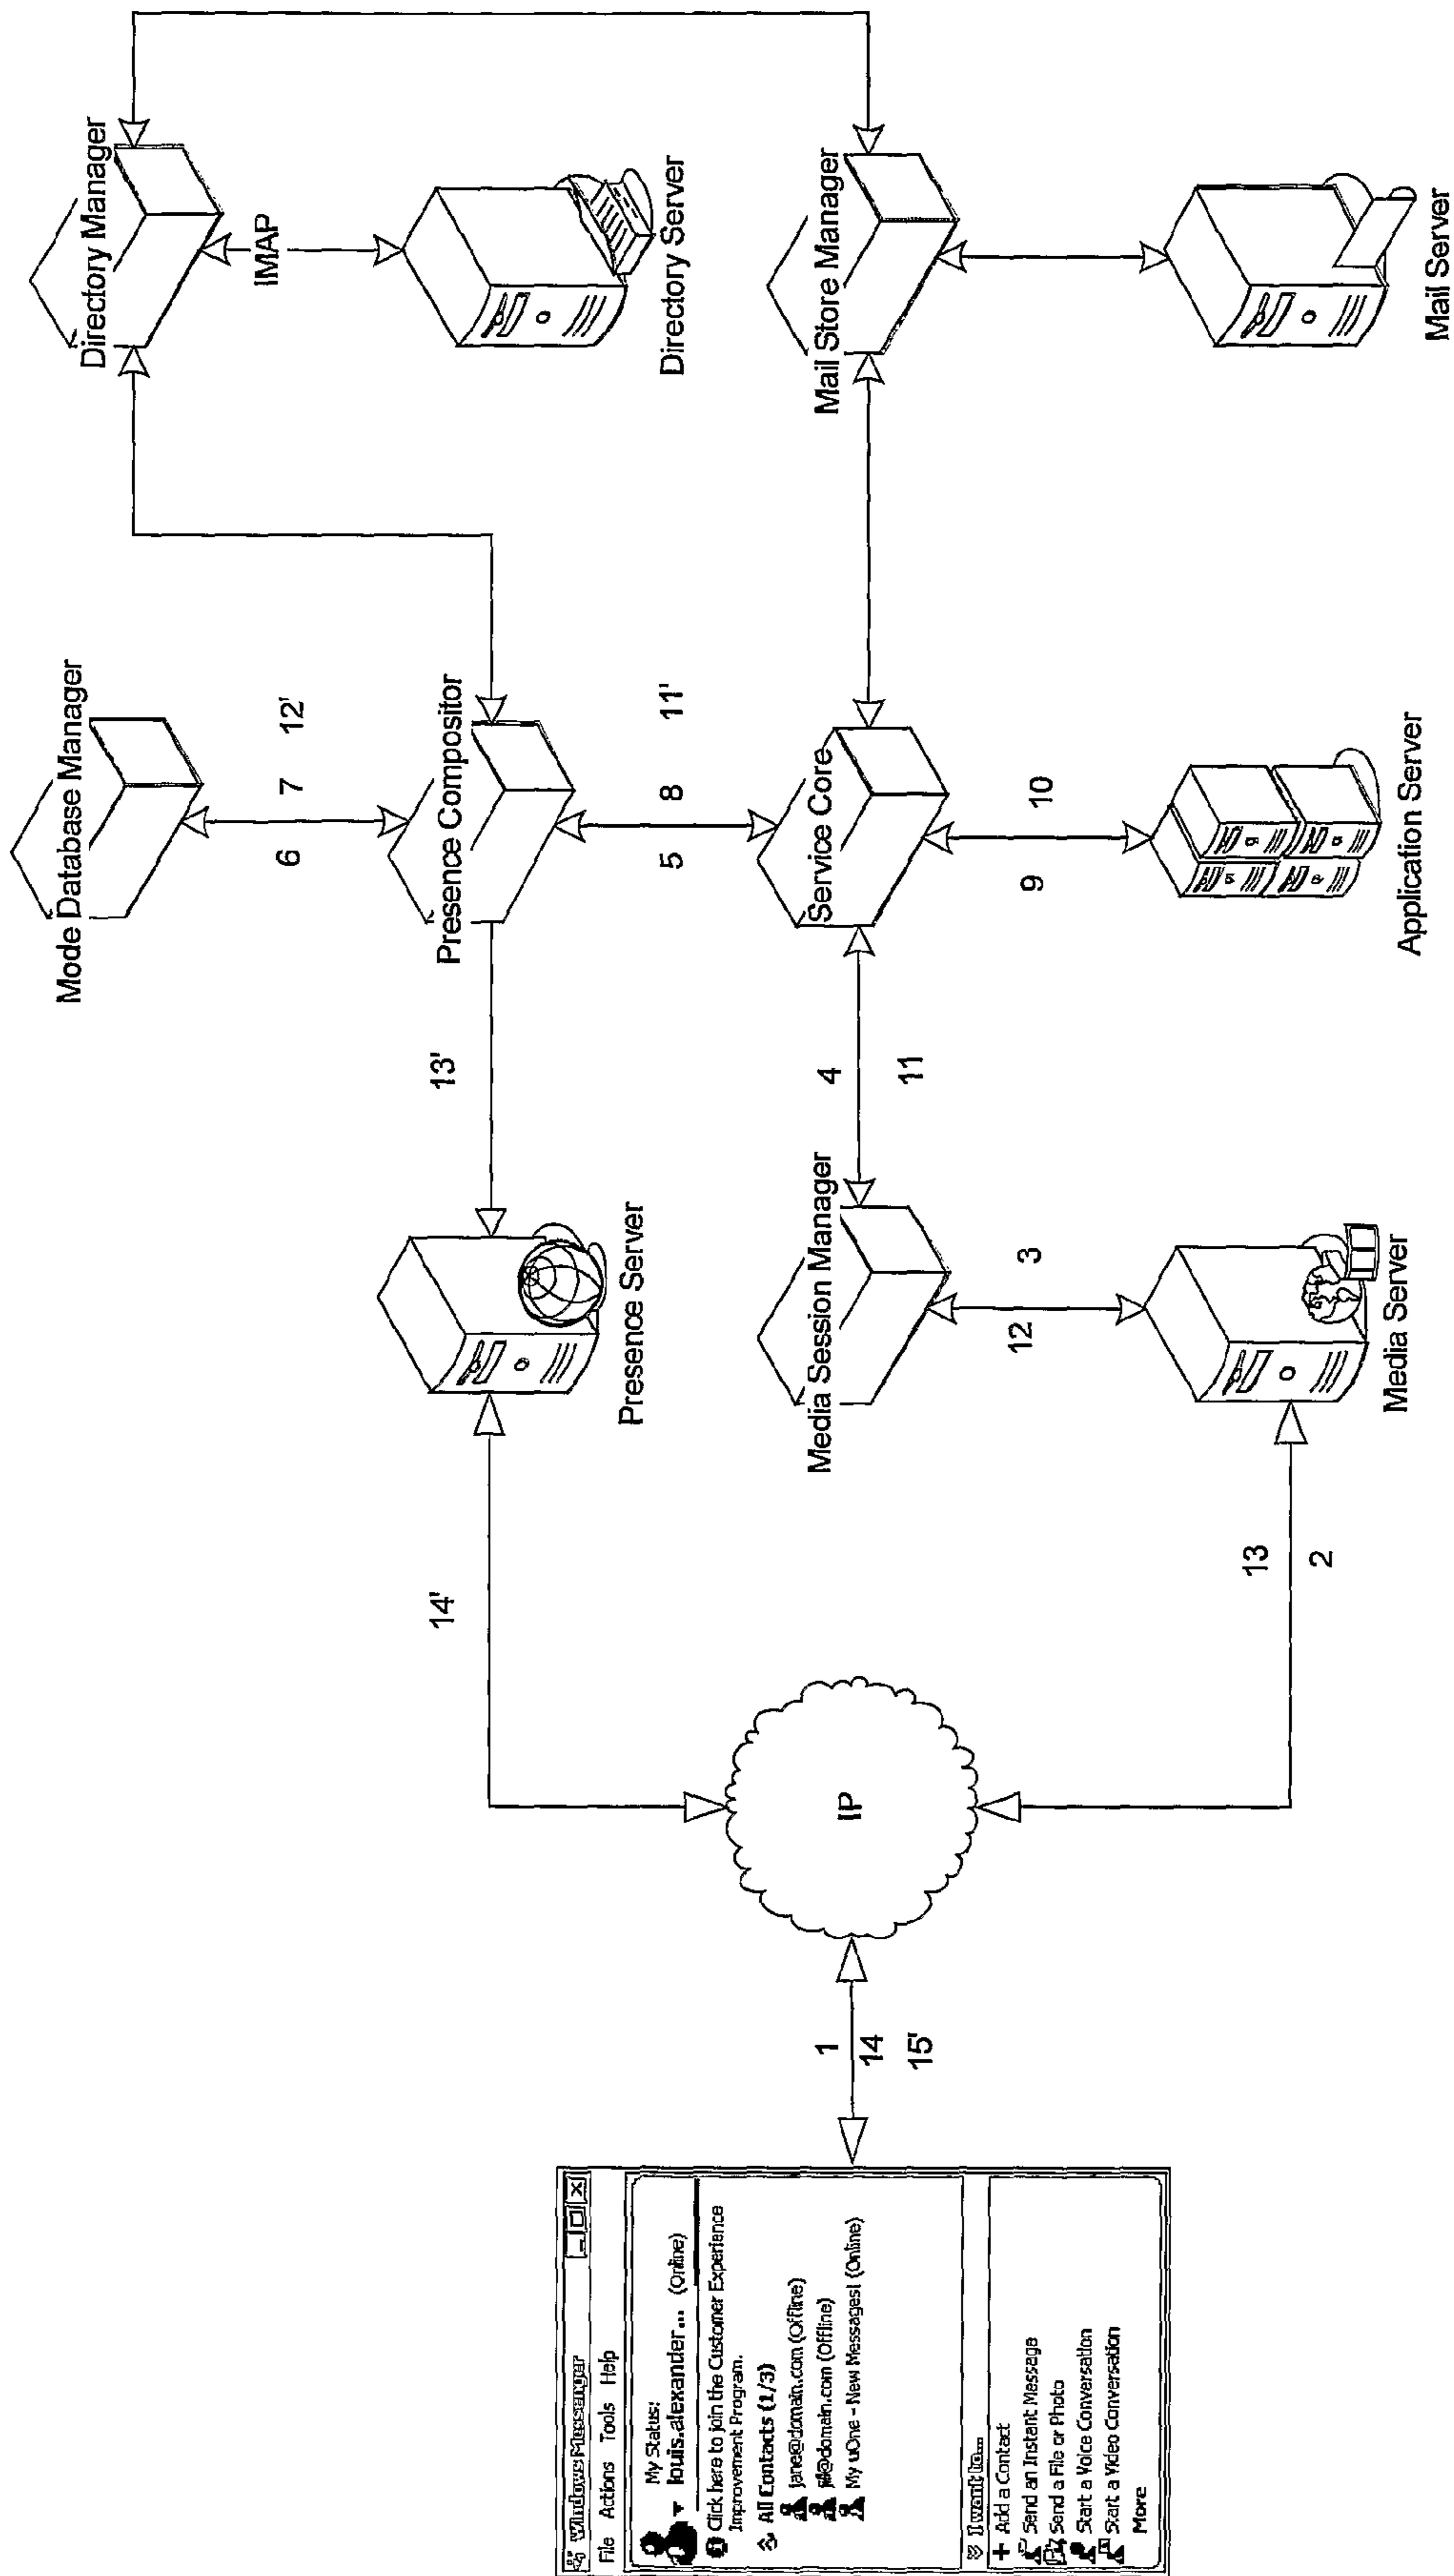 Windows Messenger
File Actions Tools Help
My Status:
louis.alexander... (Online)
Click here to join the Customer Experience
Improvement Program.
All Contacts (1/3)
jane@domain.com (Offline)
jill@domain.com (Offline)
My uOne - New Messages! (Online)
I want to...
Add a Contact
Send an Instant Message
Send a File or Photo
Start a Voice Conversation
Start a Video Conversation
More
1
14
15'
IP
14'
13
2
Presence Server
Media Session Manager
12
3
Media Server
13'
4
11
Mode Database Manager
6
7
12'
Presence Compositor
5
8
11'
Service Core
9
10
Application Server
Directory Manager
IMAP
Directory Server
Mail Store Manager
Mail Server